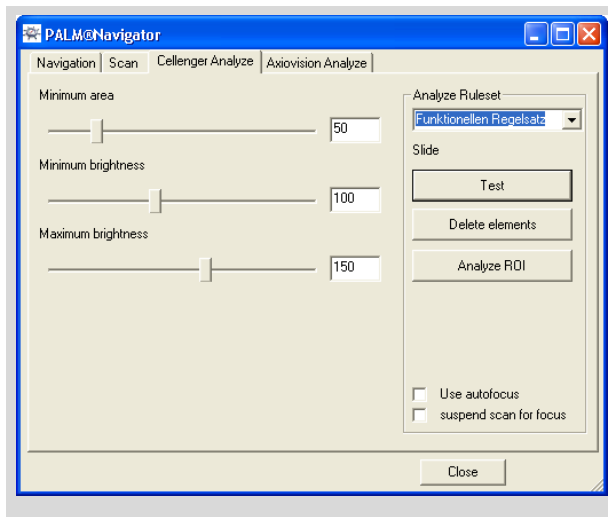 PALM®Navigator
Navigation Scan Cellenger Analyze Axiovision Analyze
Minimum area
50
Minimum brightness
100
Maximum brightness
150
Analyze Ruleset
Funktionellen Regelsatz
Slide
Test
Delete elements
Analyze ROI
Use autofocus
suspend scan for focus
Close